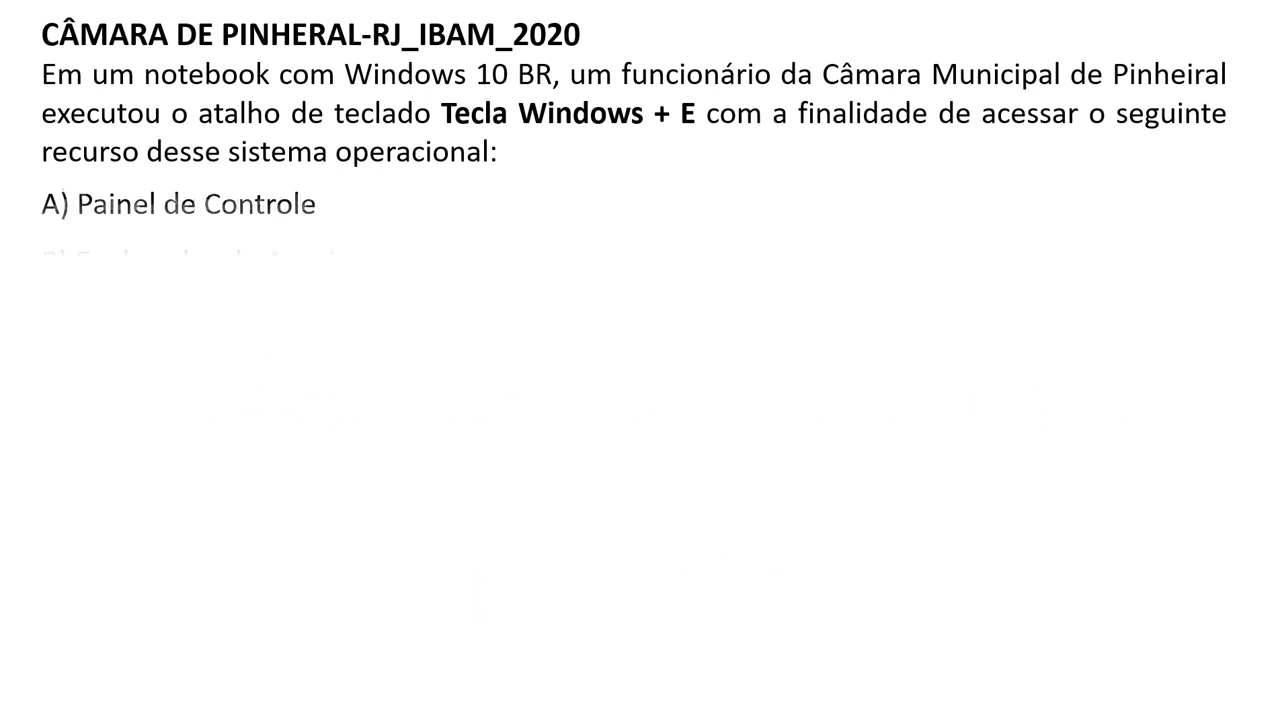 CÂMARA DE PINHERAL-RJ_IBAM_2020
Em um notebook com Windows 10 BR, um funcionário da Câmara Municipal de Pinheiral
executou o atalho de teclado Tecla Windows + E com a finalidade de acessar o seguinte
recurso desse sistema operacional:
A) Painel de Controle